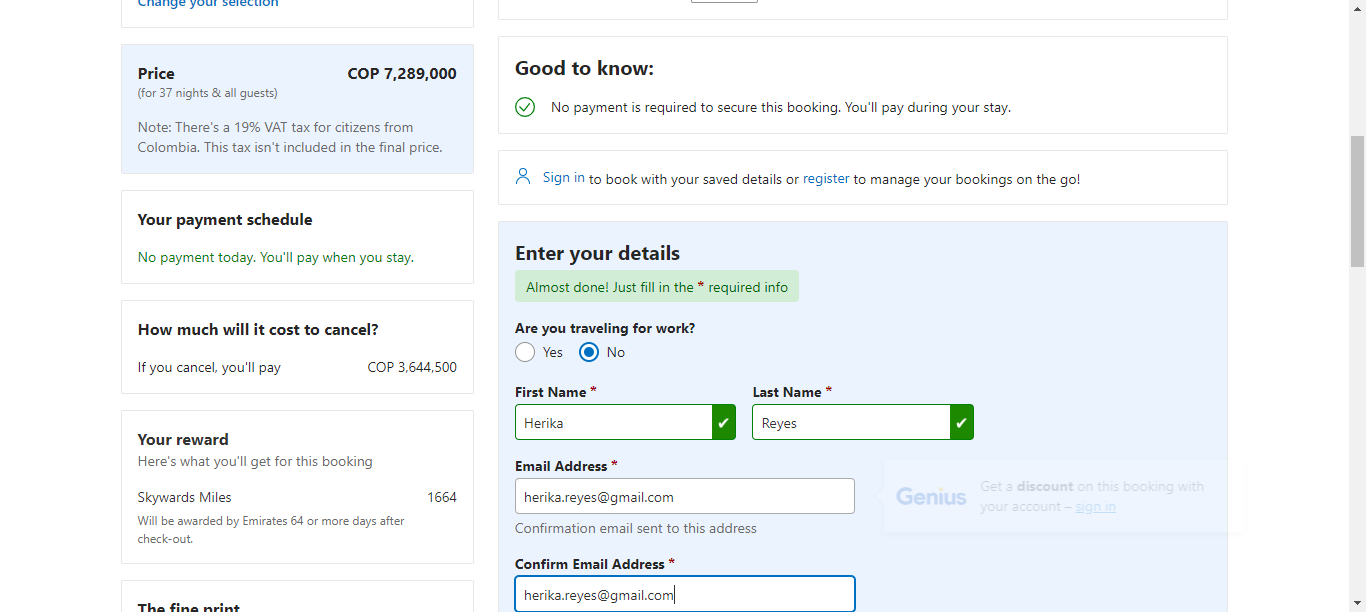 Change your selection
Price COP 7,289,000
(for 37 nights & all guests)
Note: There's a 19% VAT tax for citizens from
Colombia. This tax isn't included in the final price.
Your payment schedule
No payment today. You'll pay when you stay.
How much will it cost to cancel?
If you cancel, you'll pay COP 3,644,500
Your reward
Here's what you'll get for this booking
Skywards Miles 1664
Will be awarded by Emirates 64 or more days after
check-out.
The fine print
Good to know:
No payment is required to secure this booking. You'll pay during your stay.
Sign in to book with your saved details or register to manage your bookings on the go!
Enter your details
Almost done! Just fill in the * required info
Are you traveling for work?
Yes No
First Name * Last Name *
Herika Reyes
Email Address *
herika.reyes@gmail.com
Confirmation email sent to this address
Genius
Get a discount on this booking with
your account – sign in
Confirm Email Address *
herika.reyes@gmail.com